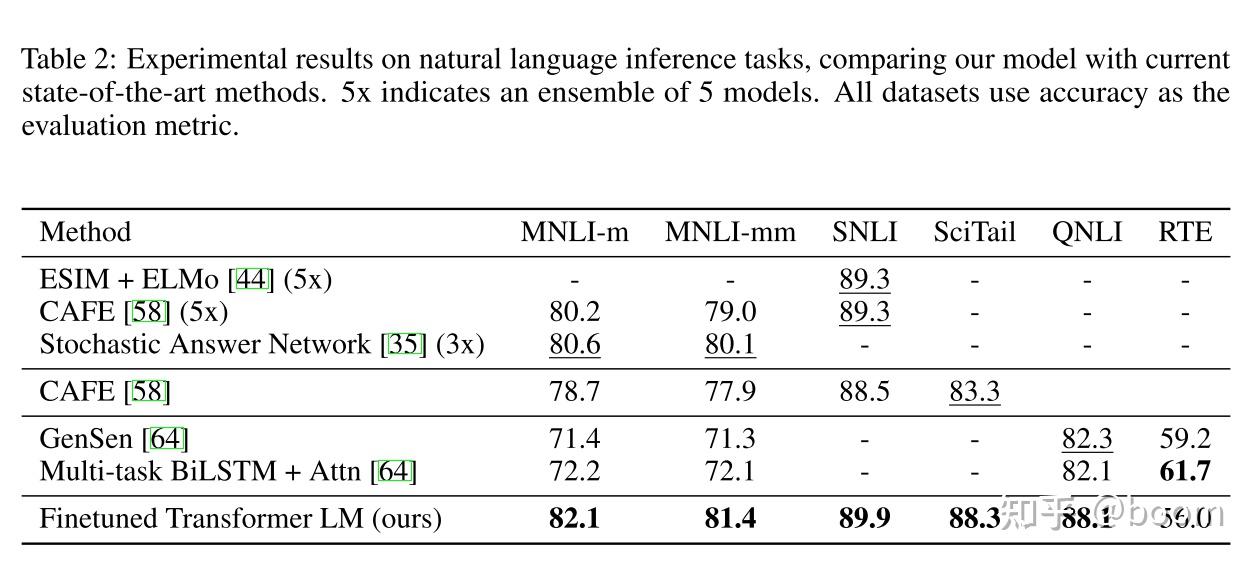 Table 2: Experimental results on natural language inference tasks, comparing our model with current
state-of-the-art methods. 5x indicates an ensemble of 5 models. All datasets use accuracy as the
evaluation metric.
Method MNLI-m MNLI-mm SNLI SciTail QNLI RTE
ESIM + ELMo [44] (5x) - - 89.3 - - -
CAFE [58] (5x) 80.2 79.0 89.3 - - -
Stochastic Answer Network [35] (3x) 80.6 80.1 - - - -
CAFE [58] 78.7 77.9 88.5 83.3
GenSen [64] 71.4 71.3 - - 82.3 59.2
Multi-task BiLSTM + Attn [64] 72.2 72.1 - - 82.1 61.7
Finetuned Transformer LM (ours) 82.1 81.4 89.9 88.3 88.1 56.0
知乎 @boom